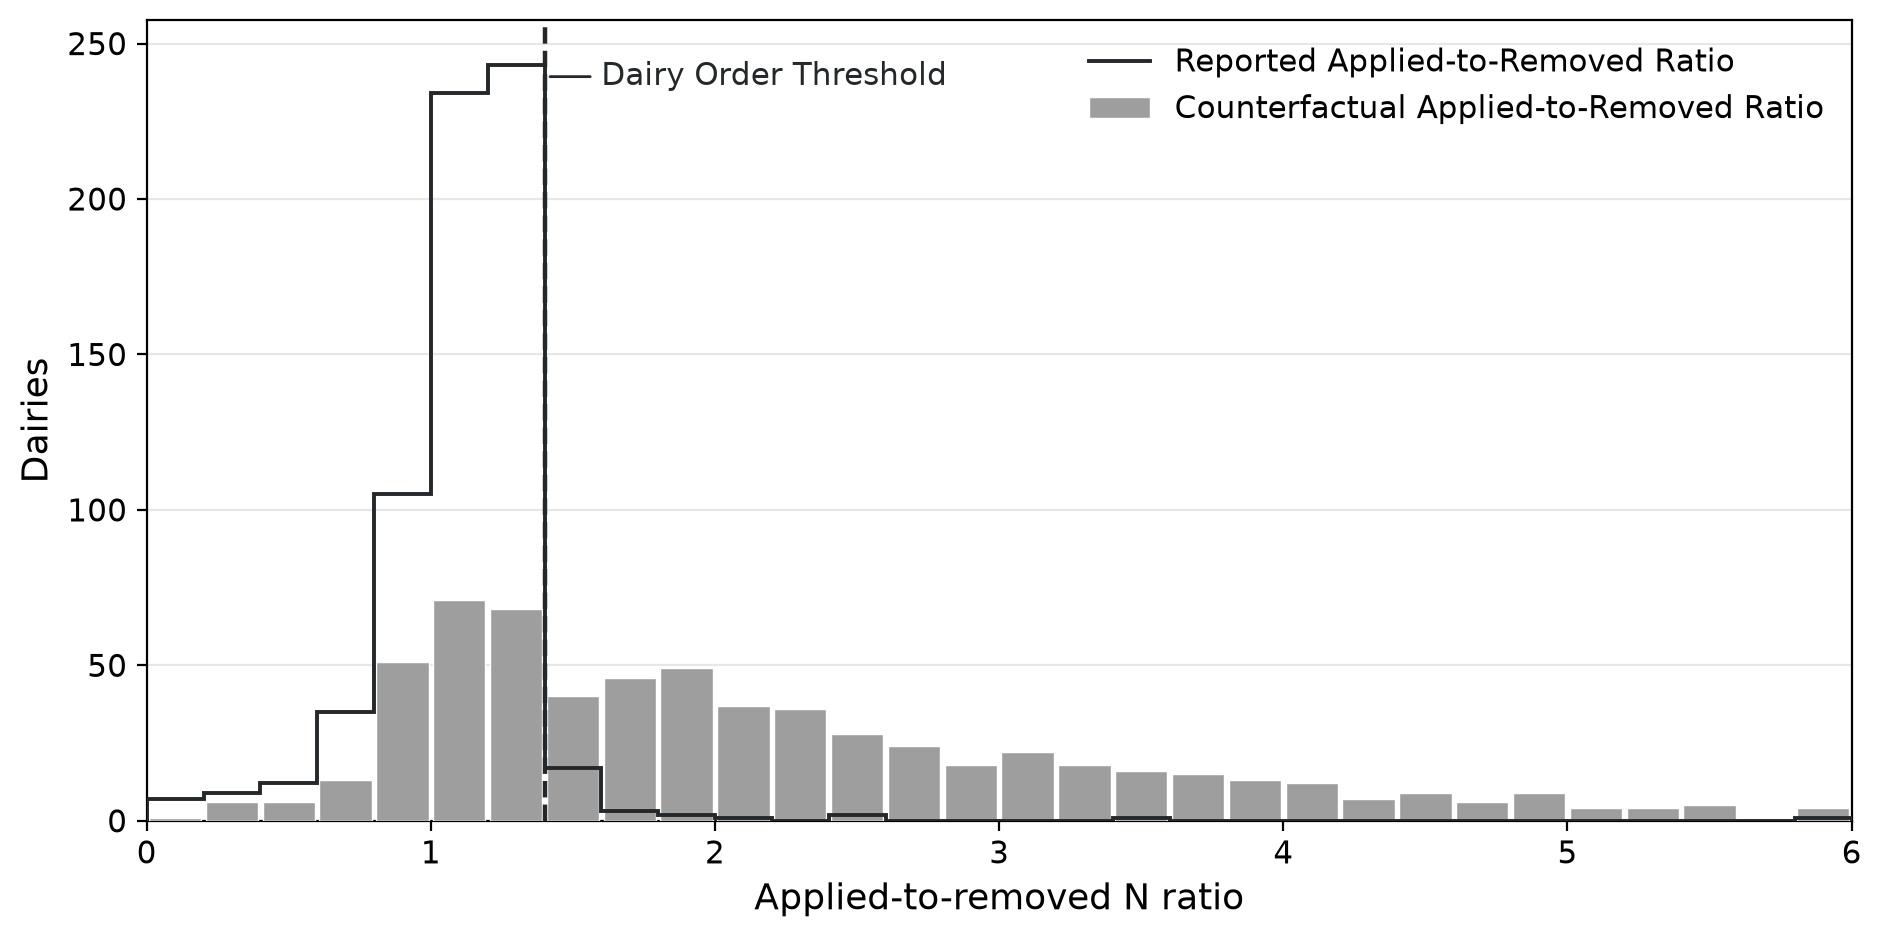 Dairy Order Threshold
Reported Applied-to-Removed Ratio
Counterfactual Applied-to-Removed Ratio
Dairies
250
200
150
100
50
0
0 1 2 3 4 5 6
Applied-to-removed N ratio